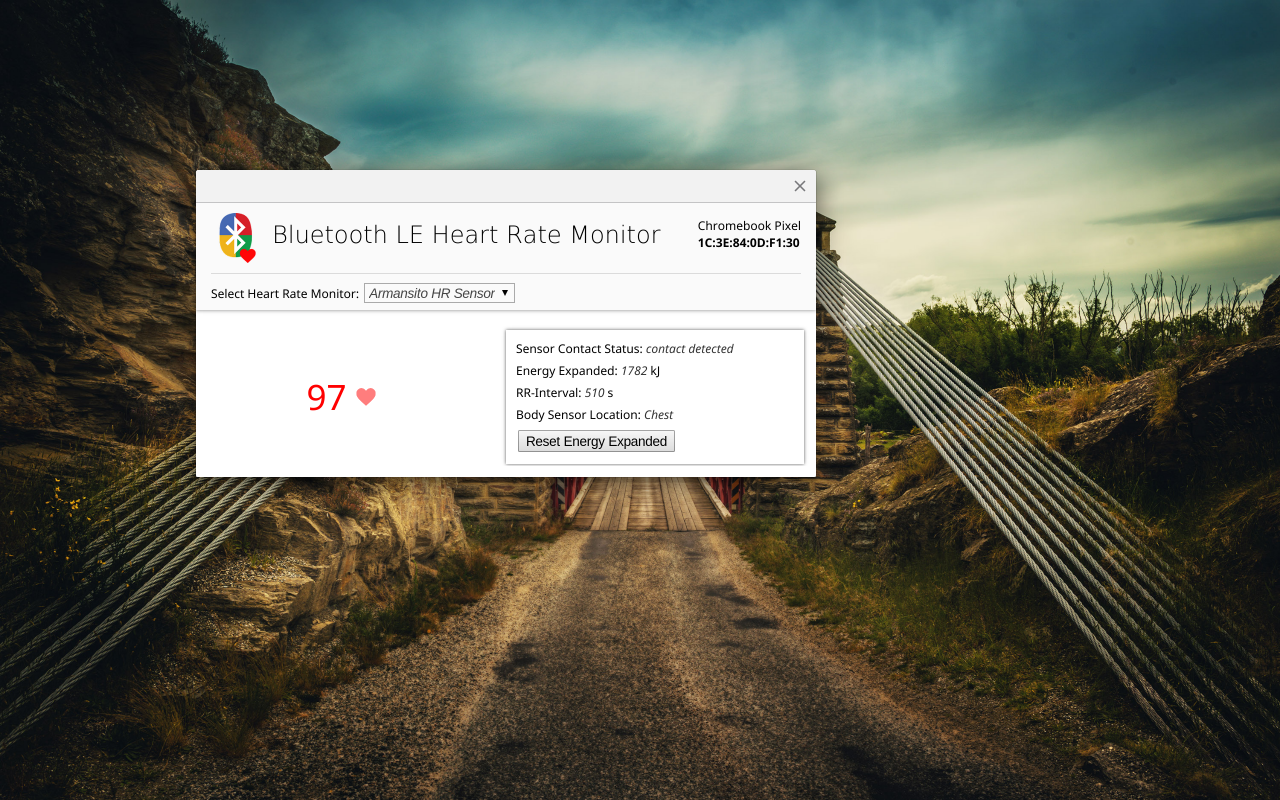 Bluetooth LE Heart Rate Monitor
Chromebook Pixel
1C:3E:84:0D:F1:30
Select Heart Rate Monitor: Armansito HR Sensor
97
Sensor Contact Status: contact detected
Energy Expanded: 1782 kJ
RR-Interval: 510 s
Body Sensor Location: Chest
Reset Energy Expanded